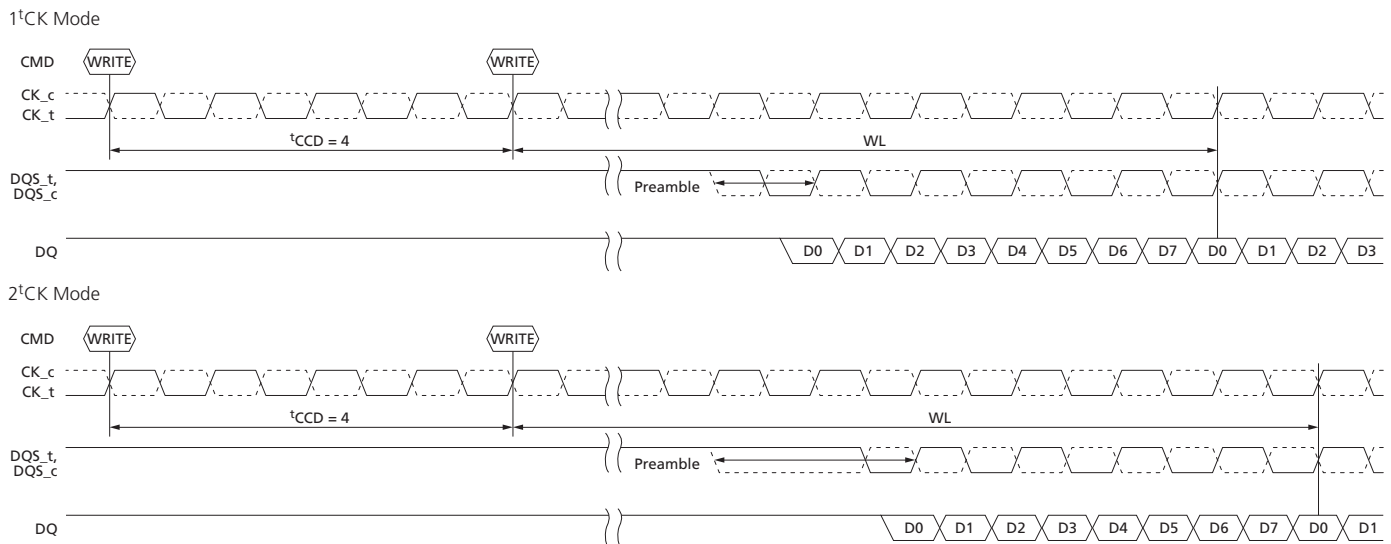 1tCK Mode
CMD WRITE WRITE
CK_c
CK_t
tCCD = 4 WL
DQS_t,
DQS_c Preamble
DQ D0 D1 D2 D3 D4 D5 D6 D7 D0 D1 D2 D3
2tCK Mode
CMD WRITE WRITE
CK_c
CK_t
tCCD = 4 WL
DQS_t,
DQS_c Preamble
DQ D0 D1 D2 D3 D4 D5 D6 D7 D0 D1